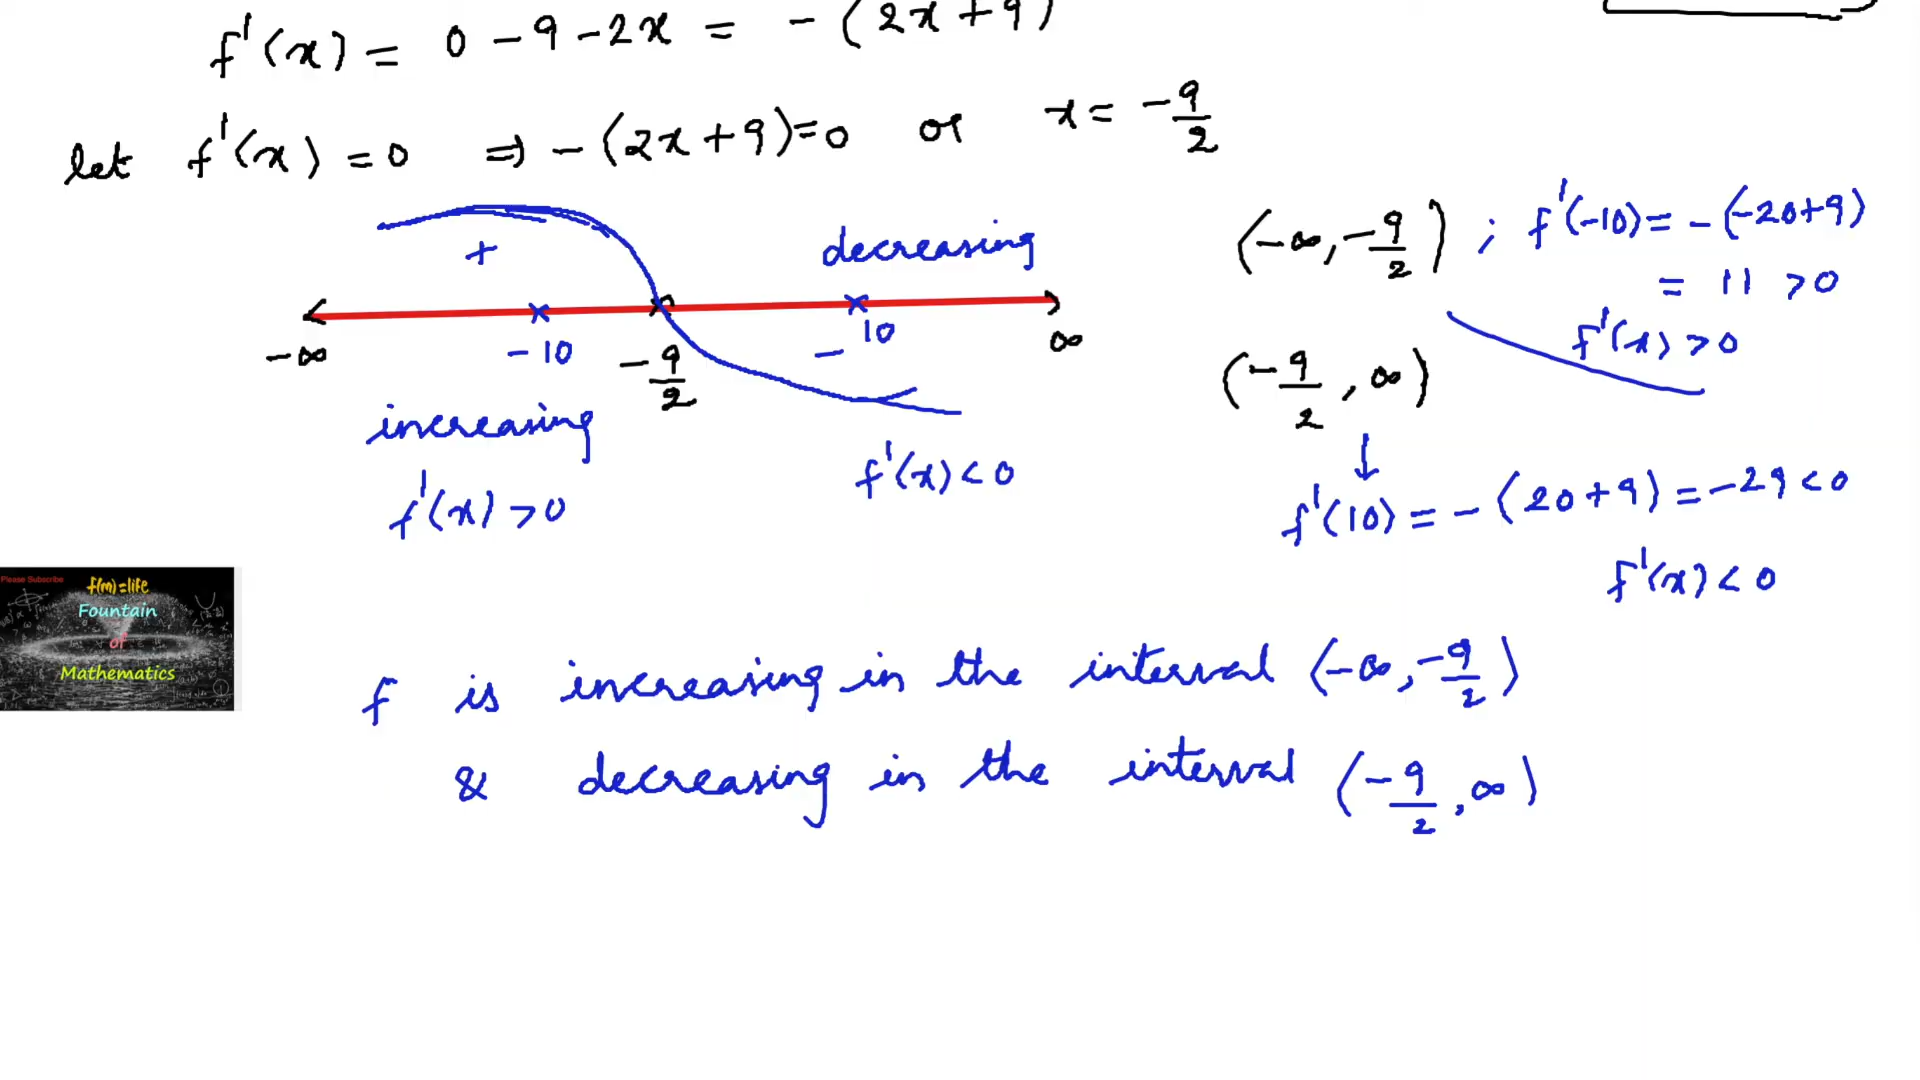 f'(x) = 0 - 9 - 2x = - (2x + 9)
let f'(x) = 0 ⇒ - (2x + 9) = 0 or x = -9/2
+ decreasing
-∞ -10 -9/2 - 10 ∞
increasing
f'(x) > 0 f'(x) < 0
(-∞, -9/2) ; f'(-10) = - (-20+9)
= 11 > 0
f'(x) > 0
(-9/2, ∞)
↓
f'(10) = - (20 + 9) = -29 < 0
f'(x) < 0
Please Subscribe
f(m)=life
Fountain
of
Mathematics
f is increasing in the interval (-∞, -9/2)
& decreasing in the interval (-9/2, ∞)